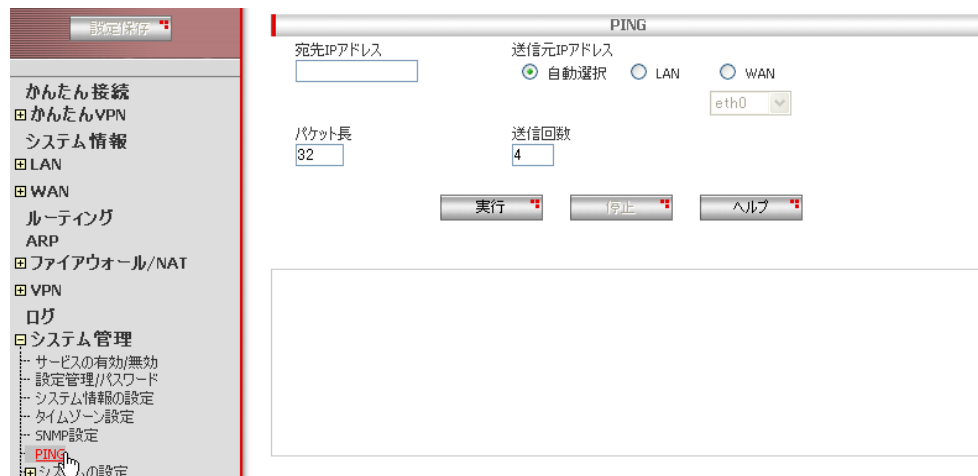 設定保存
かんたん接続
かんたんVPN
システム情報
LAN
WAN
ルーティング
ARP
ファイアウォール/NAT
VPN
ログ
システム管理
サービスの有効/無効
設定管理/パスワード
システム情報の設定
タイムゾーン設定
SNMP設定
PING
システムの設定
PING
宛先IPアドレス
送信元IPアドレス
自動選択 LAN WAN
eth0
パケット長
送信回数
32
4
実行 停止 ヘルプ